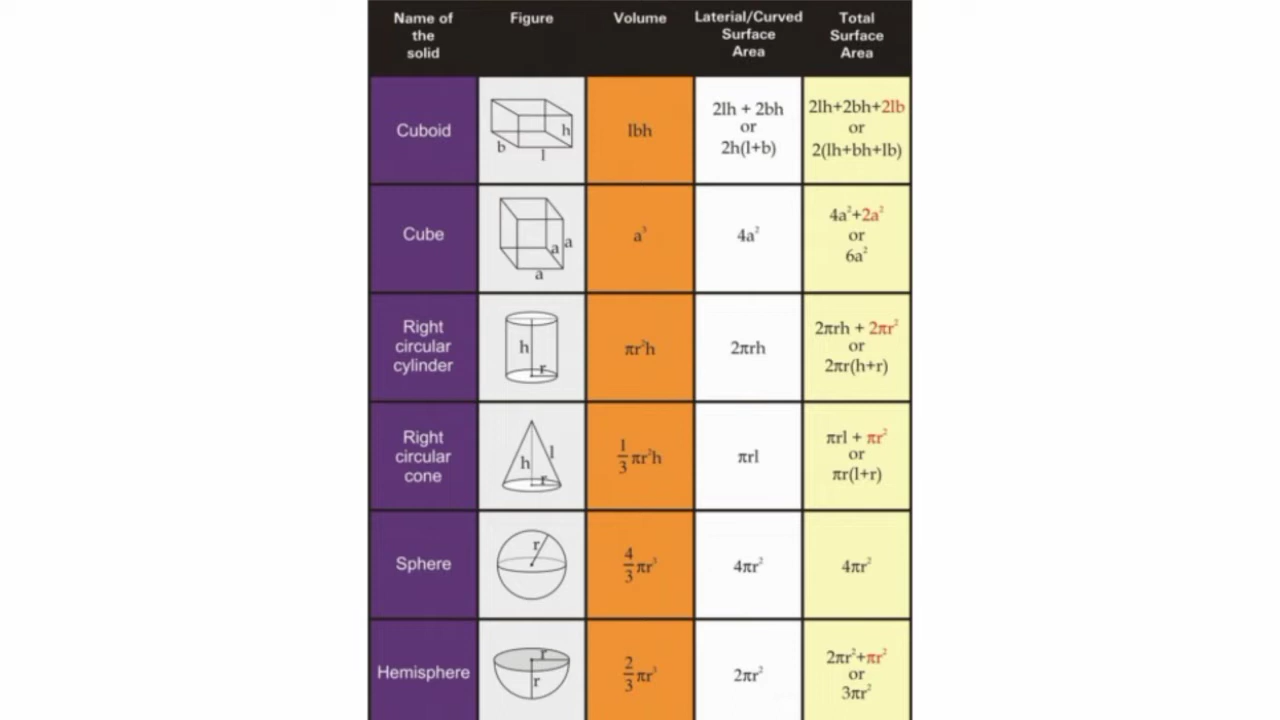 Name of
the
solid
Figure
Volume
Laterial/Curved
Surface
Area
Total
Surface
Area
Cuboid
h
b
l
lbh
2lh + 2bh
or
2h(l+b)
2lh+2bh+2lb
or
2(lh+bh+lb)
Cube
a
a
a
a³
4a²
4a²+2a²
or
6a²
Right
circular
cylinder
h
r
πr²h
2πrh
2πrh + 2πr²
or
2πr(h+r)
Right
circular
cone
l
h
r
1/3 πr²h
πrl
πrl + πr²
or
πr(l+r)
Sphere
r
4/3 πr³
4πr²
4πr²
Hemisphere
r
r
2/3 πr³
2πr²
2πr²+πr²
or
3πr²